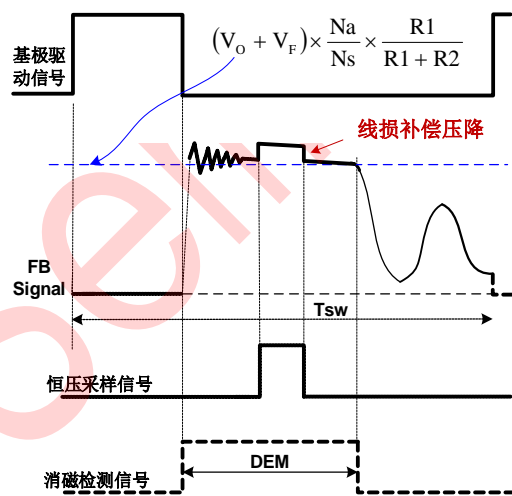 基极驱
动信号
(V_O + V_F) × Na/Ns × R1/(R1 + R2)
线损补偿压降
FB
Signal
Tsw
恒压采样信号
DEM
消磁检测信号